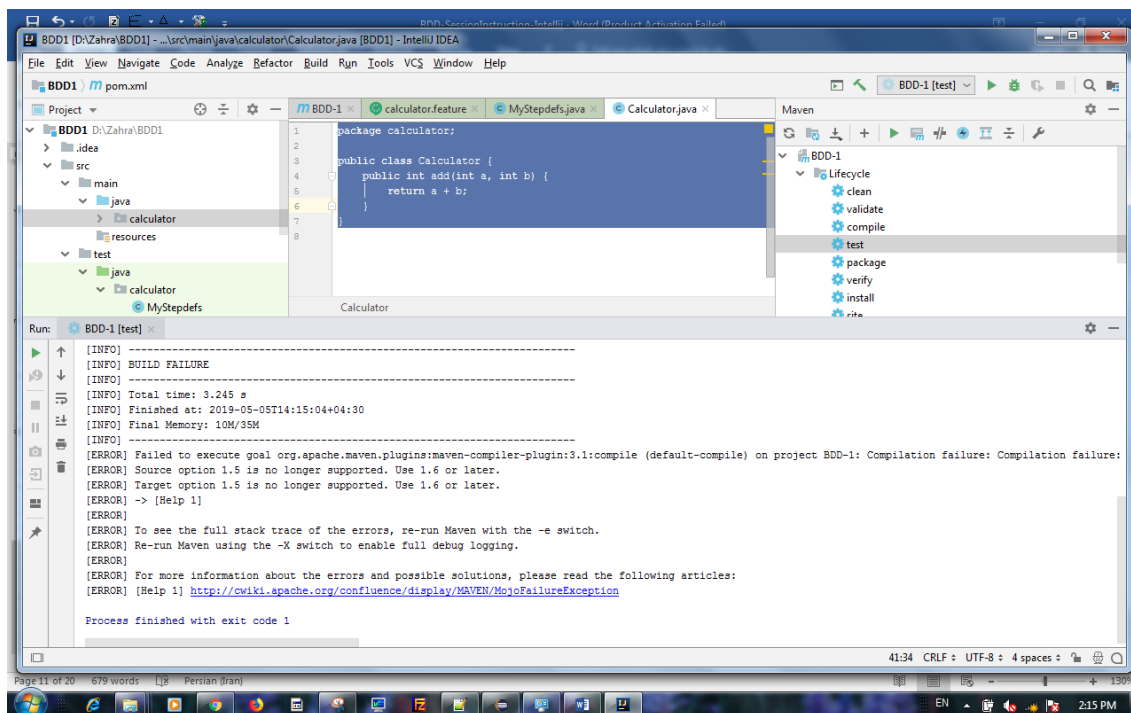 BDD-SessionInstruction-Intellij - Word (Product Activation Failed)
BDD1 [D:\Zahra\BDD1] - ...\src\main\java\calculator\Calculator.java [BDD1] - IntelliJ IDEA
File Edit View Navigate Code Analyze Refactor Build Run Tools VCS Window Help
BDD1 m pom.xml BDD-1 [test]
Project m BDD-1 calculator.feature MyStepdefs.java Calculator.java Maven
BDD1 D:\Zahra\BDD1
.idea
src
main
java
calculator
resources
test
java
calculator
MyStepdefs
1 package calculator;
2
3 public class Calculator {
4 public int add(int a, int b) {
5 return a + b;
6 }
7 }
8
Calculator
BDD-1
Lifecycle
clean
validate
compile
test
package
verify
install
site
Run: BDD-1 [test]
[INFO] ------------------------------------------------------------------------
[INFO] BUILD FAILURE
[INFO] ------------------------------------------------------------------------
[INFO] Total time: 3.245 s
[INFO] Finished at: 2019-05-05T14:15:04+04:30
[INFO] Final Memory: 10M/35M
[INFO] ------------------------------------------------------------------------
[ERROR] Failed to execute goal org.apache.maven.plugins:maven-compiler-plugin:3.1:compile (default-compile) on project BDD-1: Compilation failure: Compilation failure:
[ERROR] Source option 1.5 is no longer supported. Use 1.6 or later.
[ERROR] Target option 1.5 is no longer supported. Use 1.6 or later.
[ERROR] -> [Help 1]
[ERROR]
[ERROR] To see the full stack trace of the errors, re-run Maven with the -e switch.
[ERROR] Re-run Maven using the -X switch to enable full debug logging.
[ERROR]
[ERROR] For more information about the errors and possible solutions, please read the following articles:
[ERROR] [Help 1] http://cwiki.apache.org/confluence/display/MAVEN/MojoFailureException
Process finished with exit code 1
41:34 CRLF UTF-8 4 spaces
Page 11 of 20 679 words Persian (Iran) 130%
EN 2:15 PM